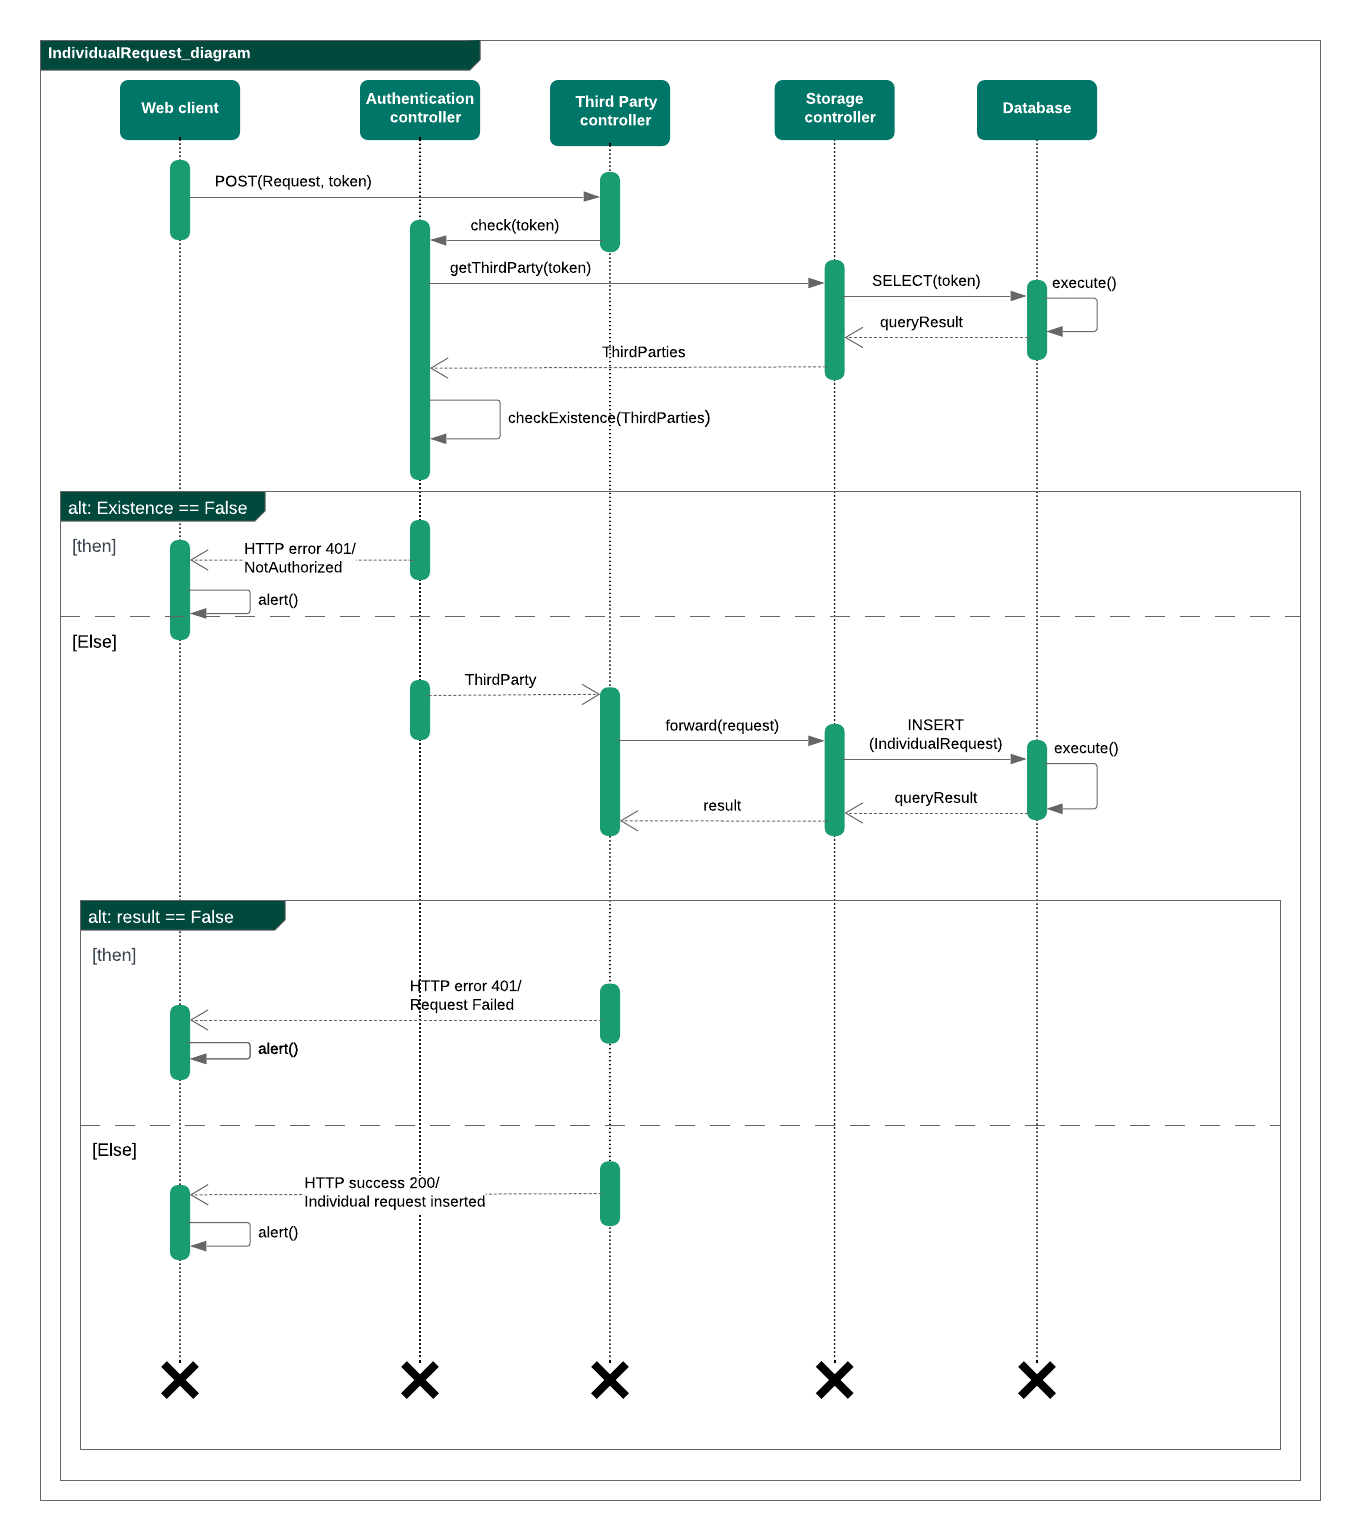 IndividualRequest_diagram
Web client
Authentication
controller
Third Party
controller
Storage
controller
Database
POST(Request, token)
check(token)
getThirdParty(token)
SELECT(token)
execute()
queryResult
ThirdParties
checkExistence(ThirdParties)
alt: Existence == False
[then]
HTTP error 401/
NotAuthorized
alert()
[Else]
ThirdParty
forward(request)
INSERT
(IndividualRequest)
execute()
queryResult
result
alt: result == False
[then]
HTTP error 401/
Request Failed
alert()
[Else]
HTTP success 200/
Individual request inserted
alert()